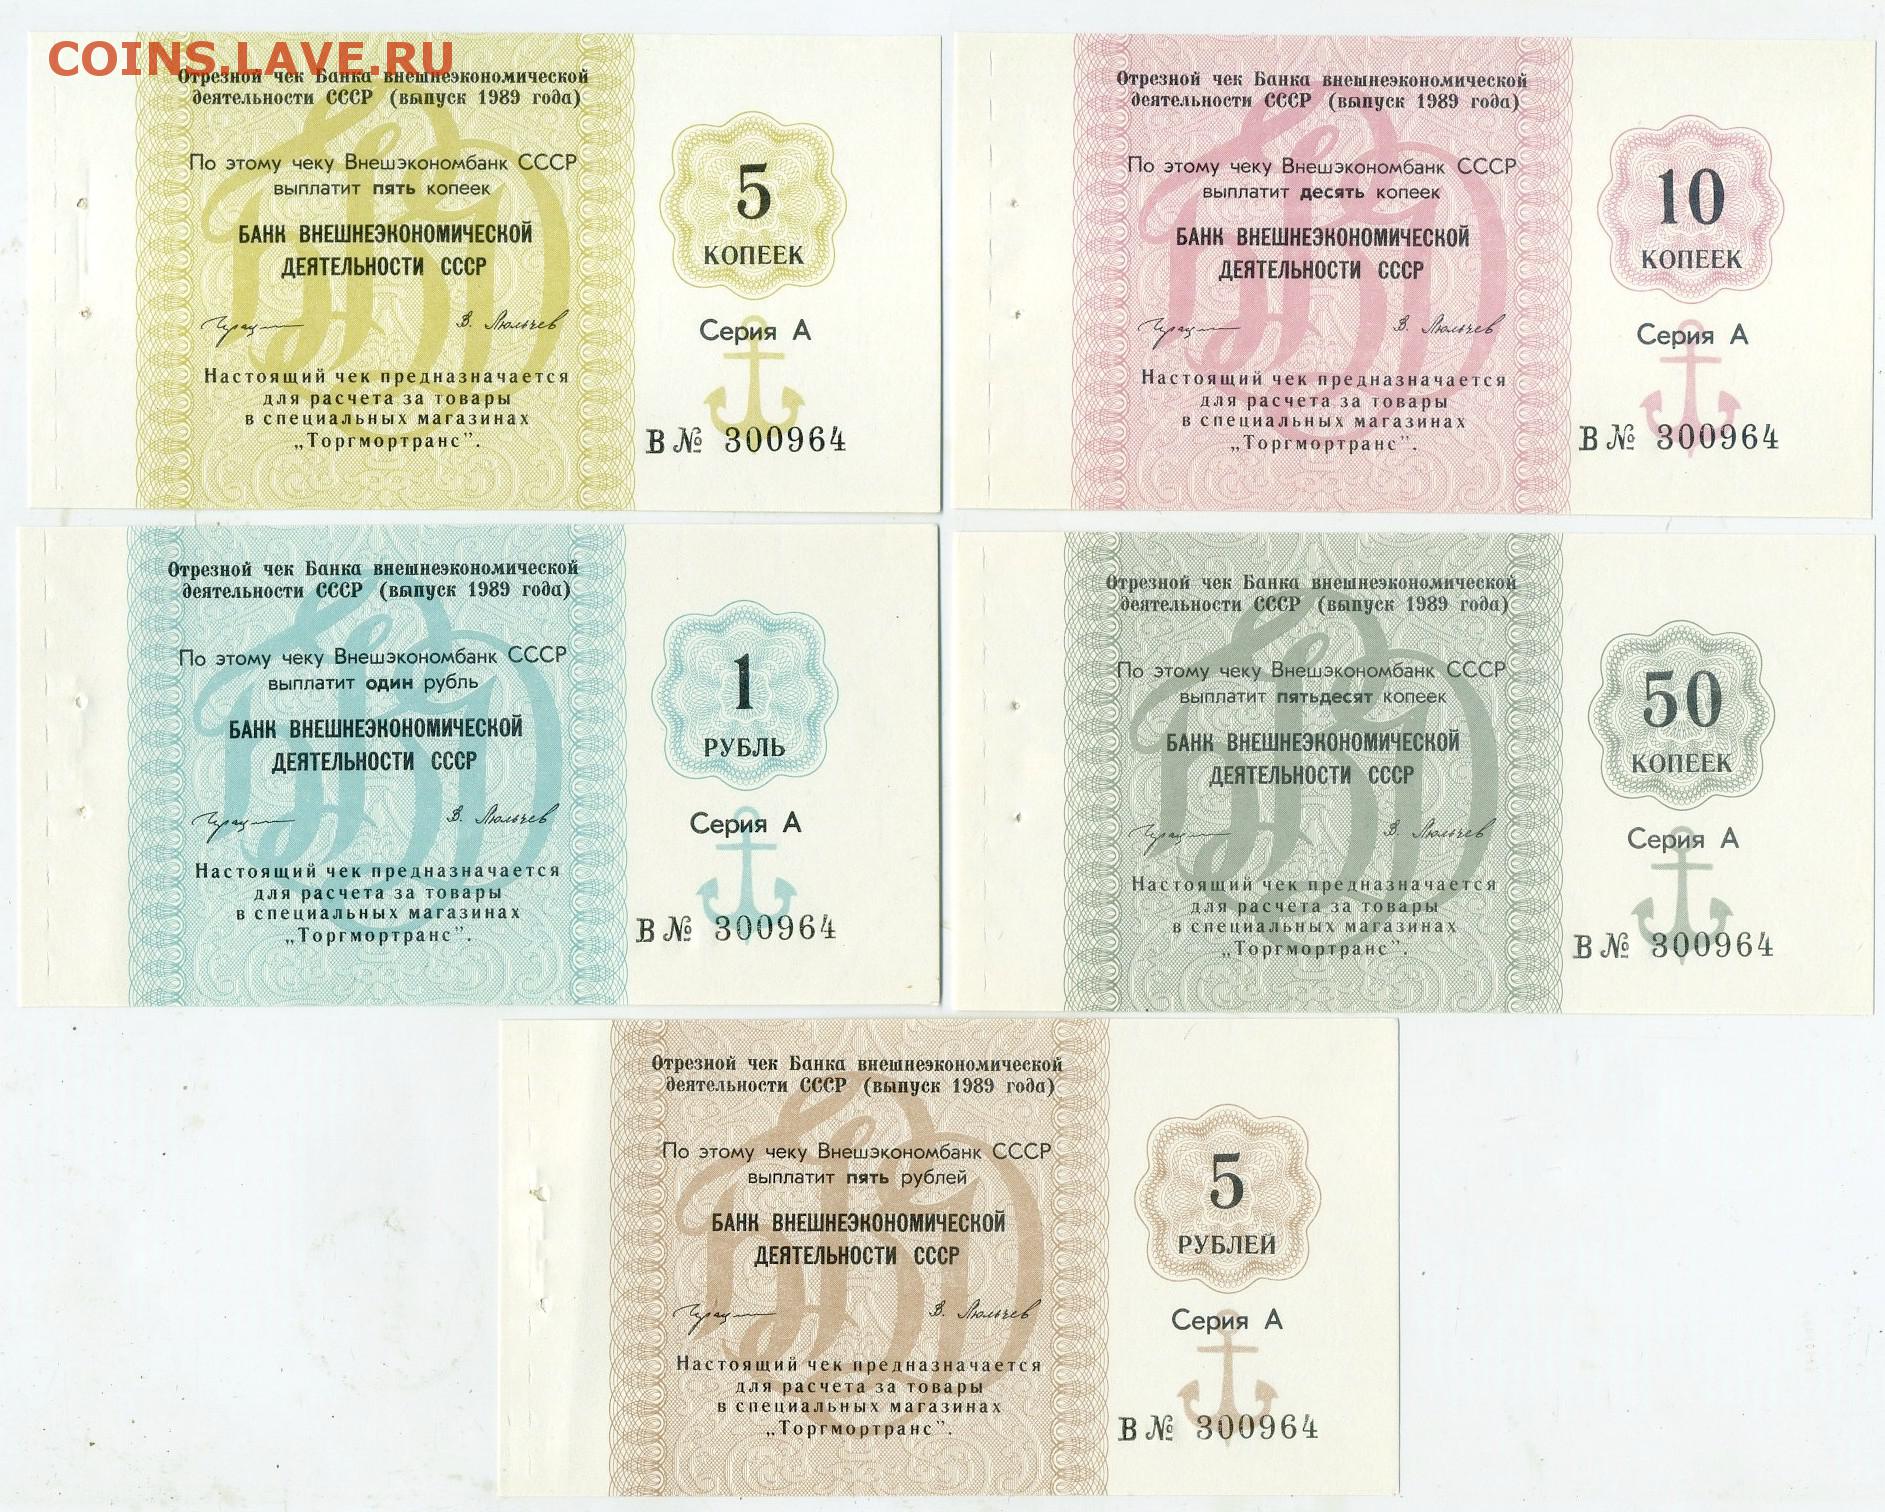 COINS.LAVE.RU
Отрезной чек Банка внешнеэкономической
деятельности СССР (выпуск 1989 года)
По этому чеку Внешэкономбанк СССР
выплатит пять копеек
БАНК ВНЕШНЕЭКОНОМИЧЕСКОЙ
ДЕЯТЕЛЬНОСТИ СССР
В. Люльчев
Настоящий чек предназначается
для расчета за товары
в специальных магазинах
„Торгмортранс”.
5
КОПЕЕК
Серия А
В № 300964
Отрезной чек Банка внешнеэкономической
деятельности СССР (выпуск 1989 года)
По этому чеку Внешэкономбанк СССР
выплатит десять копеек
БАНК ВНЕШНЕЭКОНОМИЧЕСКОЙ
ДЕЯТЕЛЬНОСТИ СССР
В. Люльчев
Настоящий чек предназначается
для расчета за товары
в специальных магазинах
„Торгмортранс”.
10
КОПЕЕК
Серия А
В № 300964
Отрезной чек Банка внешнеэкономической
деятельности СССР (выпуск 1989 года)
По этому чеку Внешэкономбанк СССР
выплатит один рубль
БАНК ВНЕШНЕЭКОНОМИЧЕСКОЙ
ДЕЯТЕЛЬНОСТИ СССР
В. Люльчев
Настоящий чек предназначается
для расчета за товары
в специальных магазинах
„Торгмортранс”.
1
РУБЛЬ
Серия А
В № 300964
Отрезной чек Банка внешнеэкономической
деятельности СССР (выпуск 1989 года)
По этому чеку Внешэкономбанк СССР
выплатит пятьдесят копеек
БАНК ВНЕШНЕЭКОНОМИЧЕСКОЙ
ДЕЯТЕЛЬНОСТИ СССР
В. Люльчев
Настоящий чек предназначается
для расчета за товары
в специальных магазинах
„Торгмортранс”.
50
КОПЕЕК
Серия А
В № 300964
Отрезной чек Банка внешнеэкономической
деятельности СССР (выпуск 1989 года)
По этому чеку Внешэкономбанк СССР
выплатит пять рублей
БАНК ВНЕШНЕЭКОНОМИЧЕСКОЙ
ДЕЯТЕЛЬНОСТИ СССР
В. Люльчев
Настоящий чек предназначается
для расчета за товары
в специальных магазинах
„Торгмортранс”.
5
РУБЛЕЙ
Серия А
В № 300964